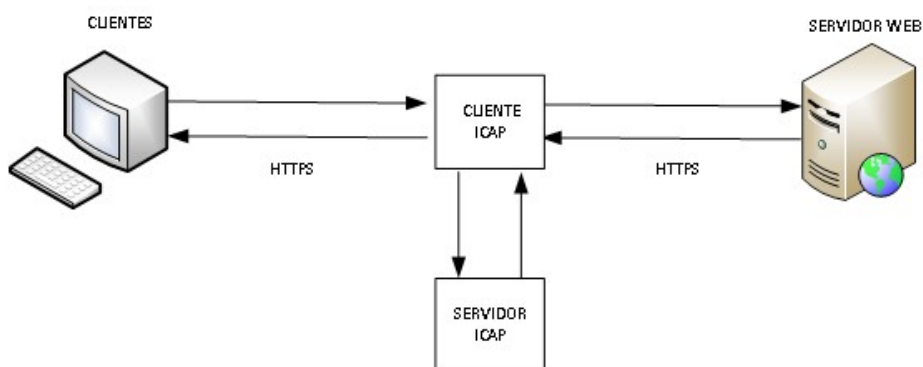 CLIENTES
SERVIDOR WEB
CLIENTE
ICAP
HTTPS
HTTPS
SERVIDOR
ICAP